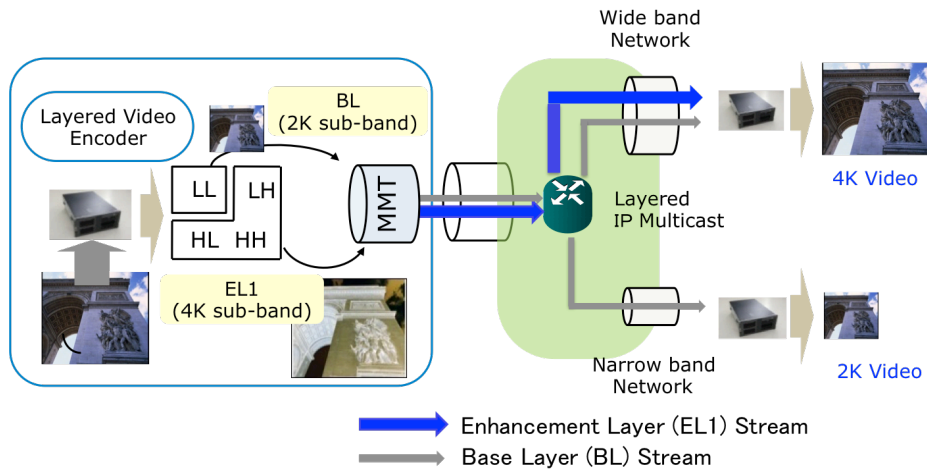 Wide band
Network
Layered Video
Encoder
BL
(2K sub-band)
LL
LH
HL
HH
MMT
EL1
(4K sub-band)
Layered
IP Multicast
4K Video
Narrow band
Network
2K Video
Enhancement Layer (EL1) Stream
Base Layer (BL) Stream